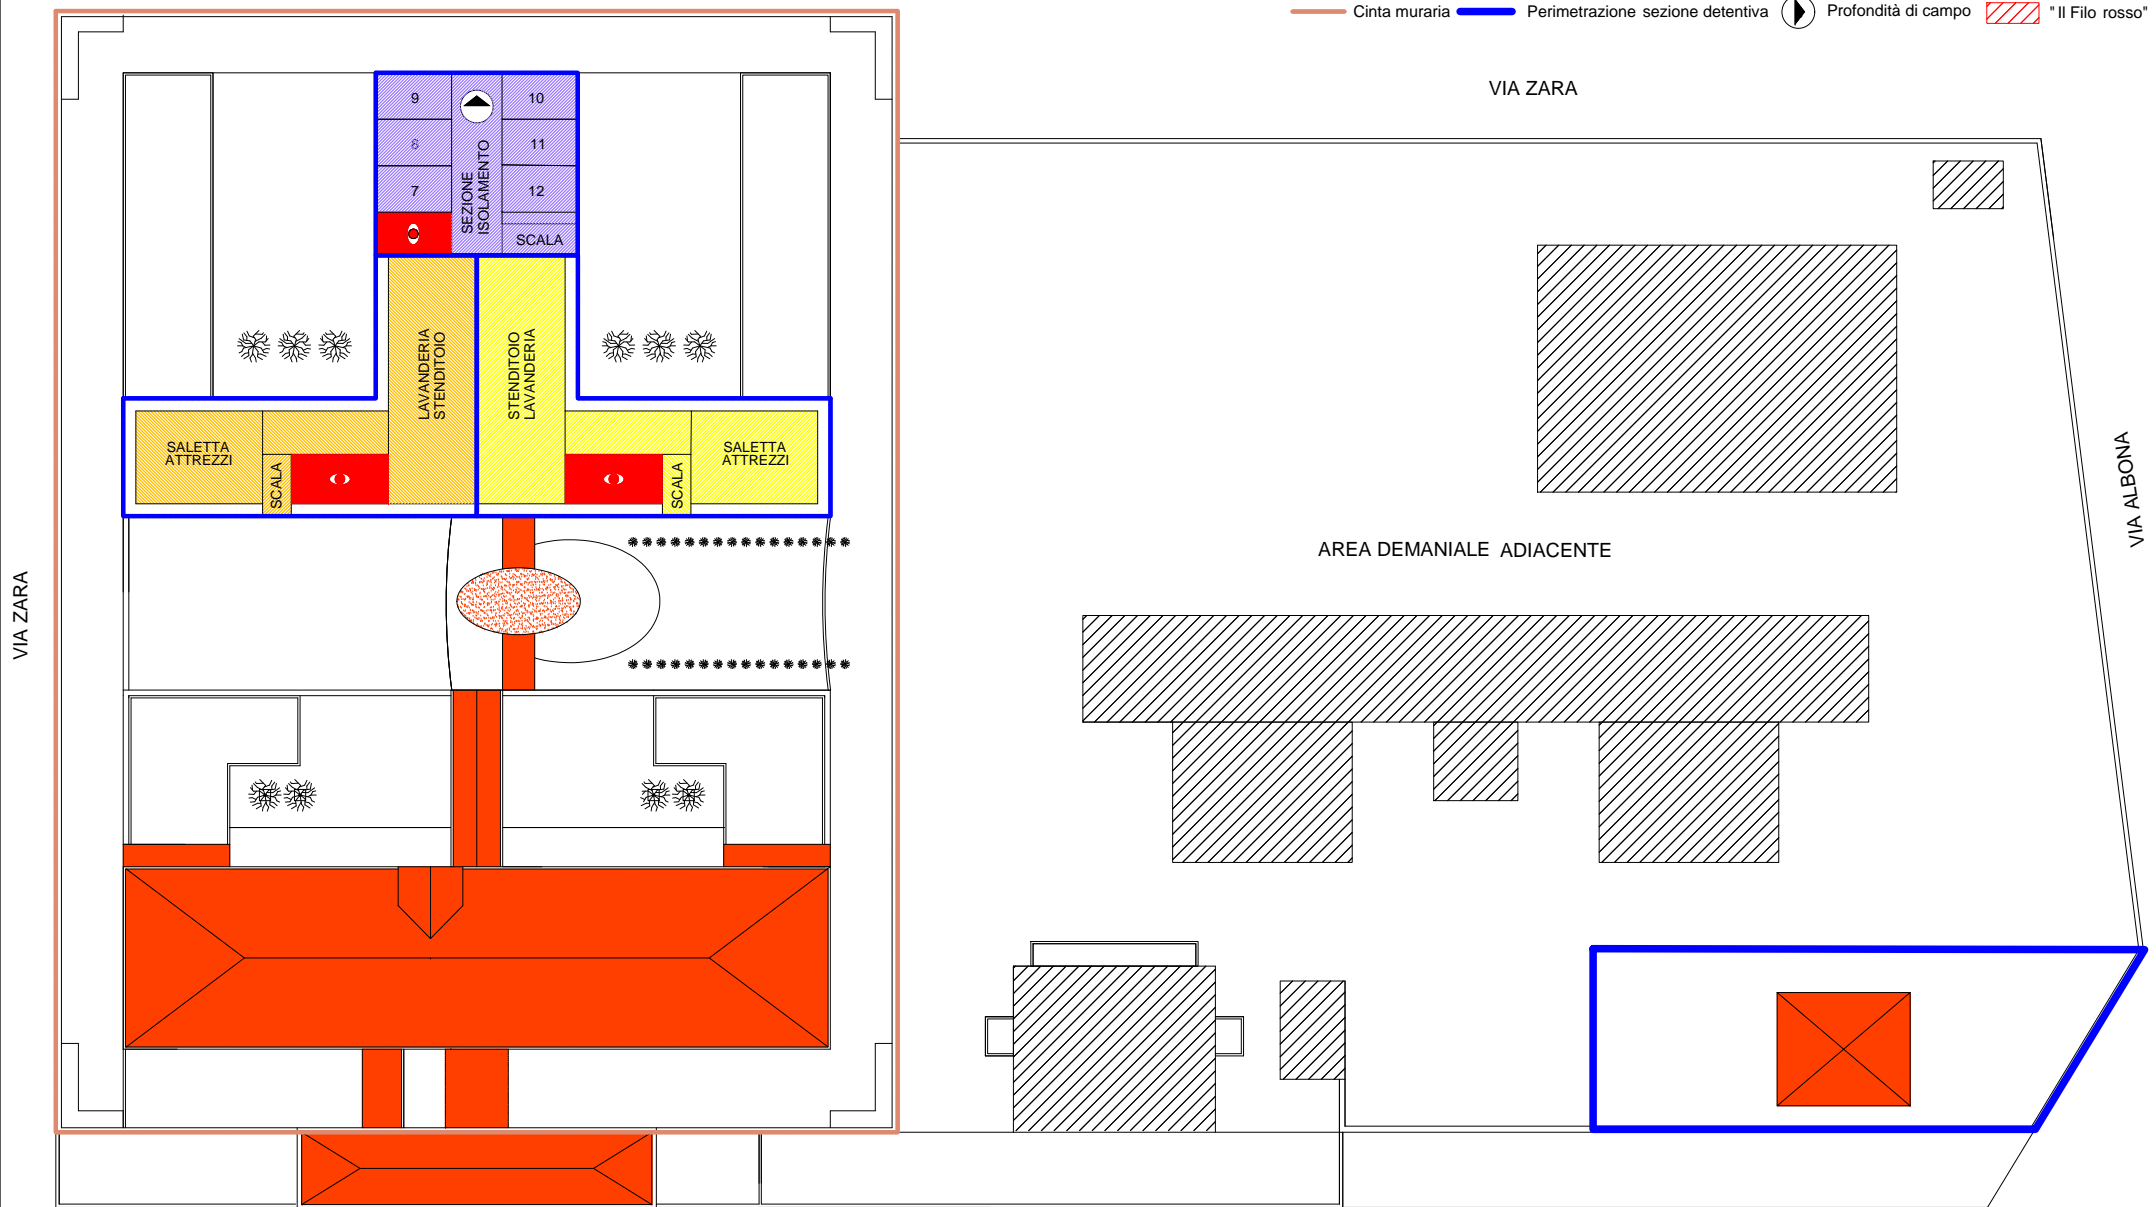 Cinta muraria
Perimetrazione sezione detentiva
Profondità di campo
"Il Filo rosso"
VIA ZARA
9
10
8
11
7
12
SEZIONE
ISOLAMENTO
SCALA
LAVANDERIA
STENDITOIO
STENDITOIO
LAVANDERIA
SALETTA
ATTREZZI
SCALA
SCALA
SALETTA
ATTREZZI
VIA ALBONA
AREA DEMANIALE ADIACENTE
VIA ZARA